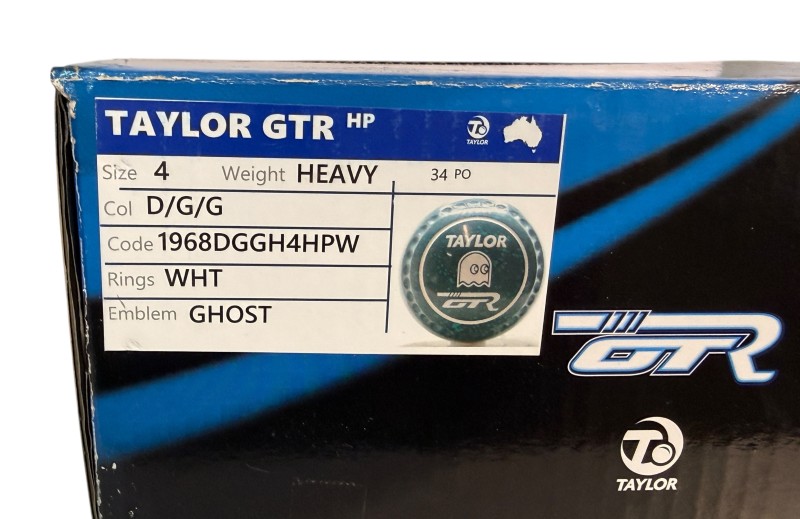 TAYLOR GTR HP
TAYLOR
Size 4 Weight HEAVY 34 PO
Col D/G/G
Code 1968DGGH4HPW
Rings WHT
Emblem GHOST
TAYLOR
GTR
GTR
TAYLOR